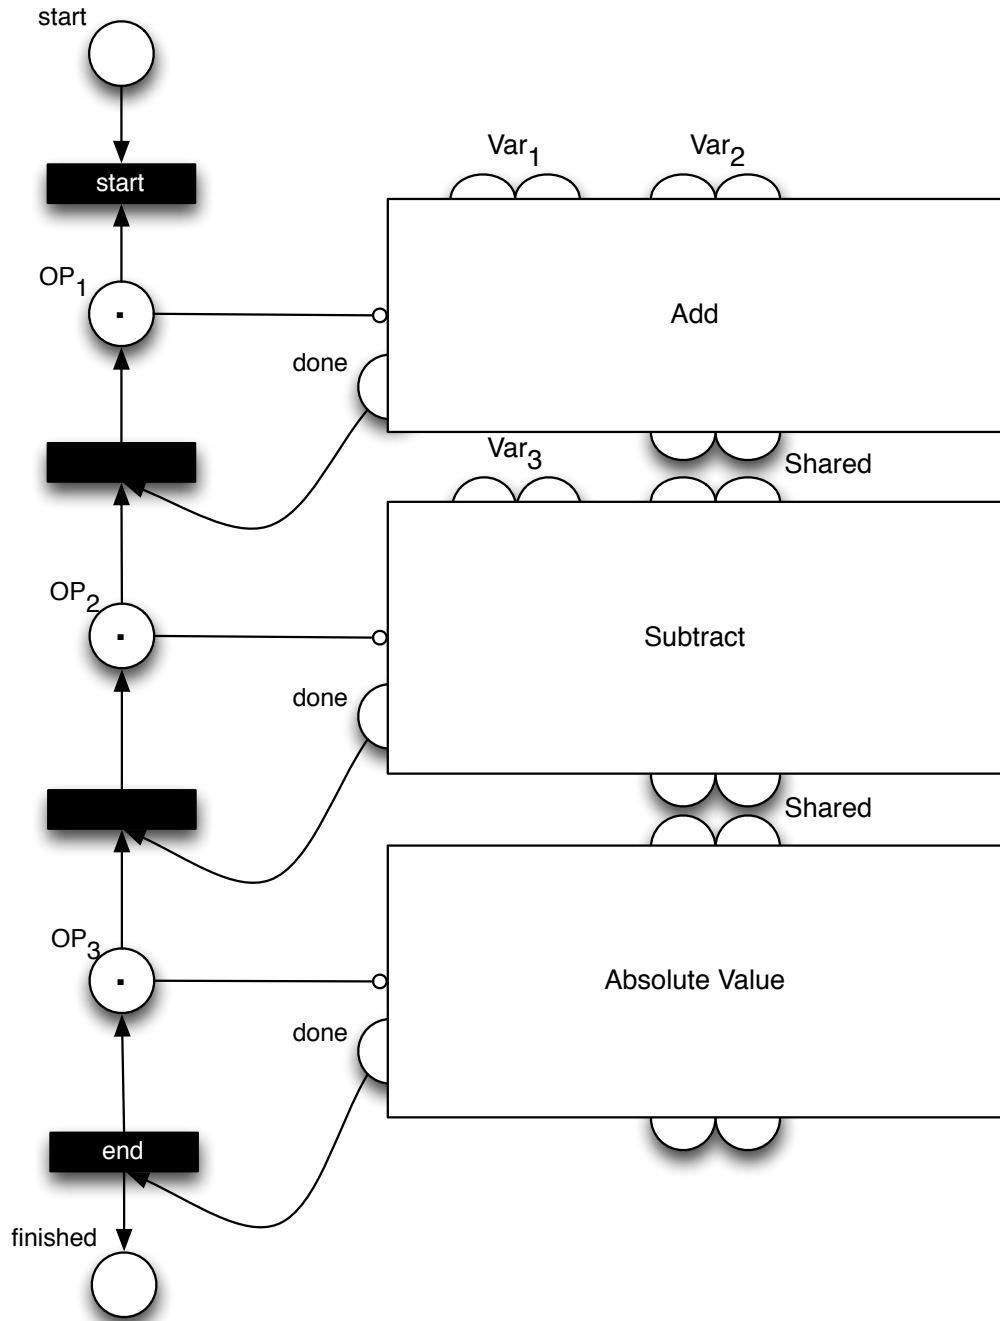 start
start
Var1
Var2
OP1
Add
done
Var3
Shared
OP2
Subtract
done
Shared
OP3
Absolute Value
done
end
finished